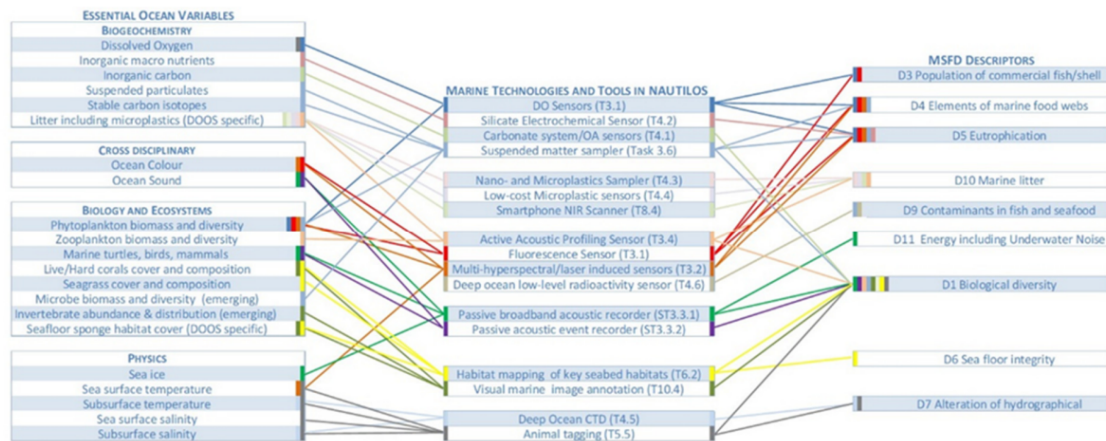 ESSENTIAL OCEAN VARIABLES
BIOGEOCHEMISTRY
Dissolved Oxygen
Inorganic macro nutrients
Inorganic carbon
Suspended particulates
Stable carbon isotopes
Litter including microplastics (DOOS specific)
CROSS DISCIPLINARY
Ocean Colour
Ocean Sound
BIOLOGY AND ECOSYSTEMS
Phytoplankton biomass and diversity
Zooplankton biomass and diversity
Marine turtles, birds, mammals
Live/Hard corals cover and composition
Seagrass cover and composition
Microbe biomass and diversity (emerging)
Invertebrate abundance & distribution (emerging)
Seafloor sponge habitat cover (DOOS specific)
PHYSICS
Sea ice
Sea surface temperature
Subsurface temperature
Sea surface salinity
Subsurface salinity
MARINE TECHNOLOGIES AND TOOLS IN NAUTILOS
DO Sensors (T3.1)
Silicate Electrochemical Sensor (T4.2)
Carbonate system/OA sensors (T4.1)
Suspended matter sampler (Task 3.6)
Nano- and Microplastics Sampler (T4.3)
Low-cost Microplastic sensors (T4.4)
Smartphone NIR Scanner (T8.4)
Active Acoustic Profiling Sensor (T3.4)
Fluorescence Sensor (T3.1)
Multi-hyperspectral/laser induced sensors (T3.2)
Deep ocean low-level radioactivity sensor (T4.6)
Passive broadband acoustic recorder (ST3.3.1)
Passive acoustic event recorder (ST3.3.2)
Habitat mapping of key seabed habitats (T6.2)
Visual marine image annotation (T10.4)
Deep Ocean CTD (T4.5)
Animal tagging (T5.5)
MSFD DESCRIPTORS
D3 Population of commercial fish/shell
D4 Elements of marine food webs
D5 Eutrophication
D10 Marine litter
D9 Contaminants in fish and seafood
D11 Energy including Underwater Noise
D1 Biological diversity
D6 Sea floor integrity
D7 Alteration of hydrographical